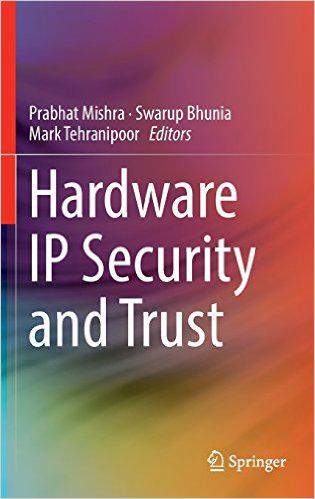 Prabhat Mishra · Swarup Bhunia
Mark Tehranipoor Editors
Hardware
IP Security
and Trust
Springer